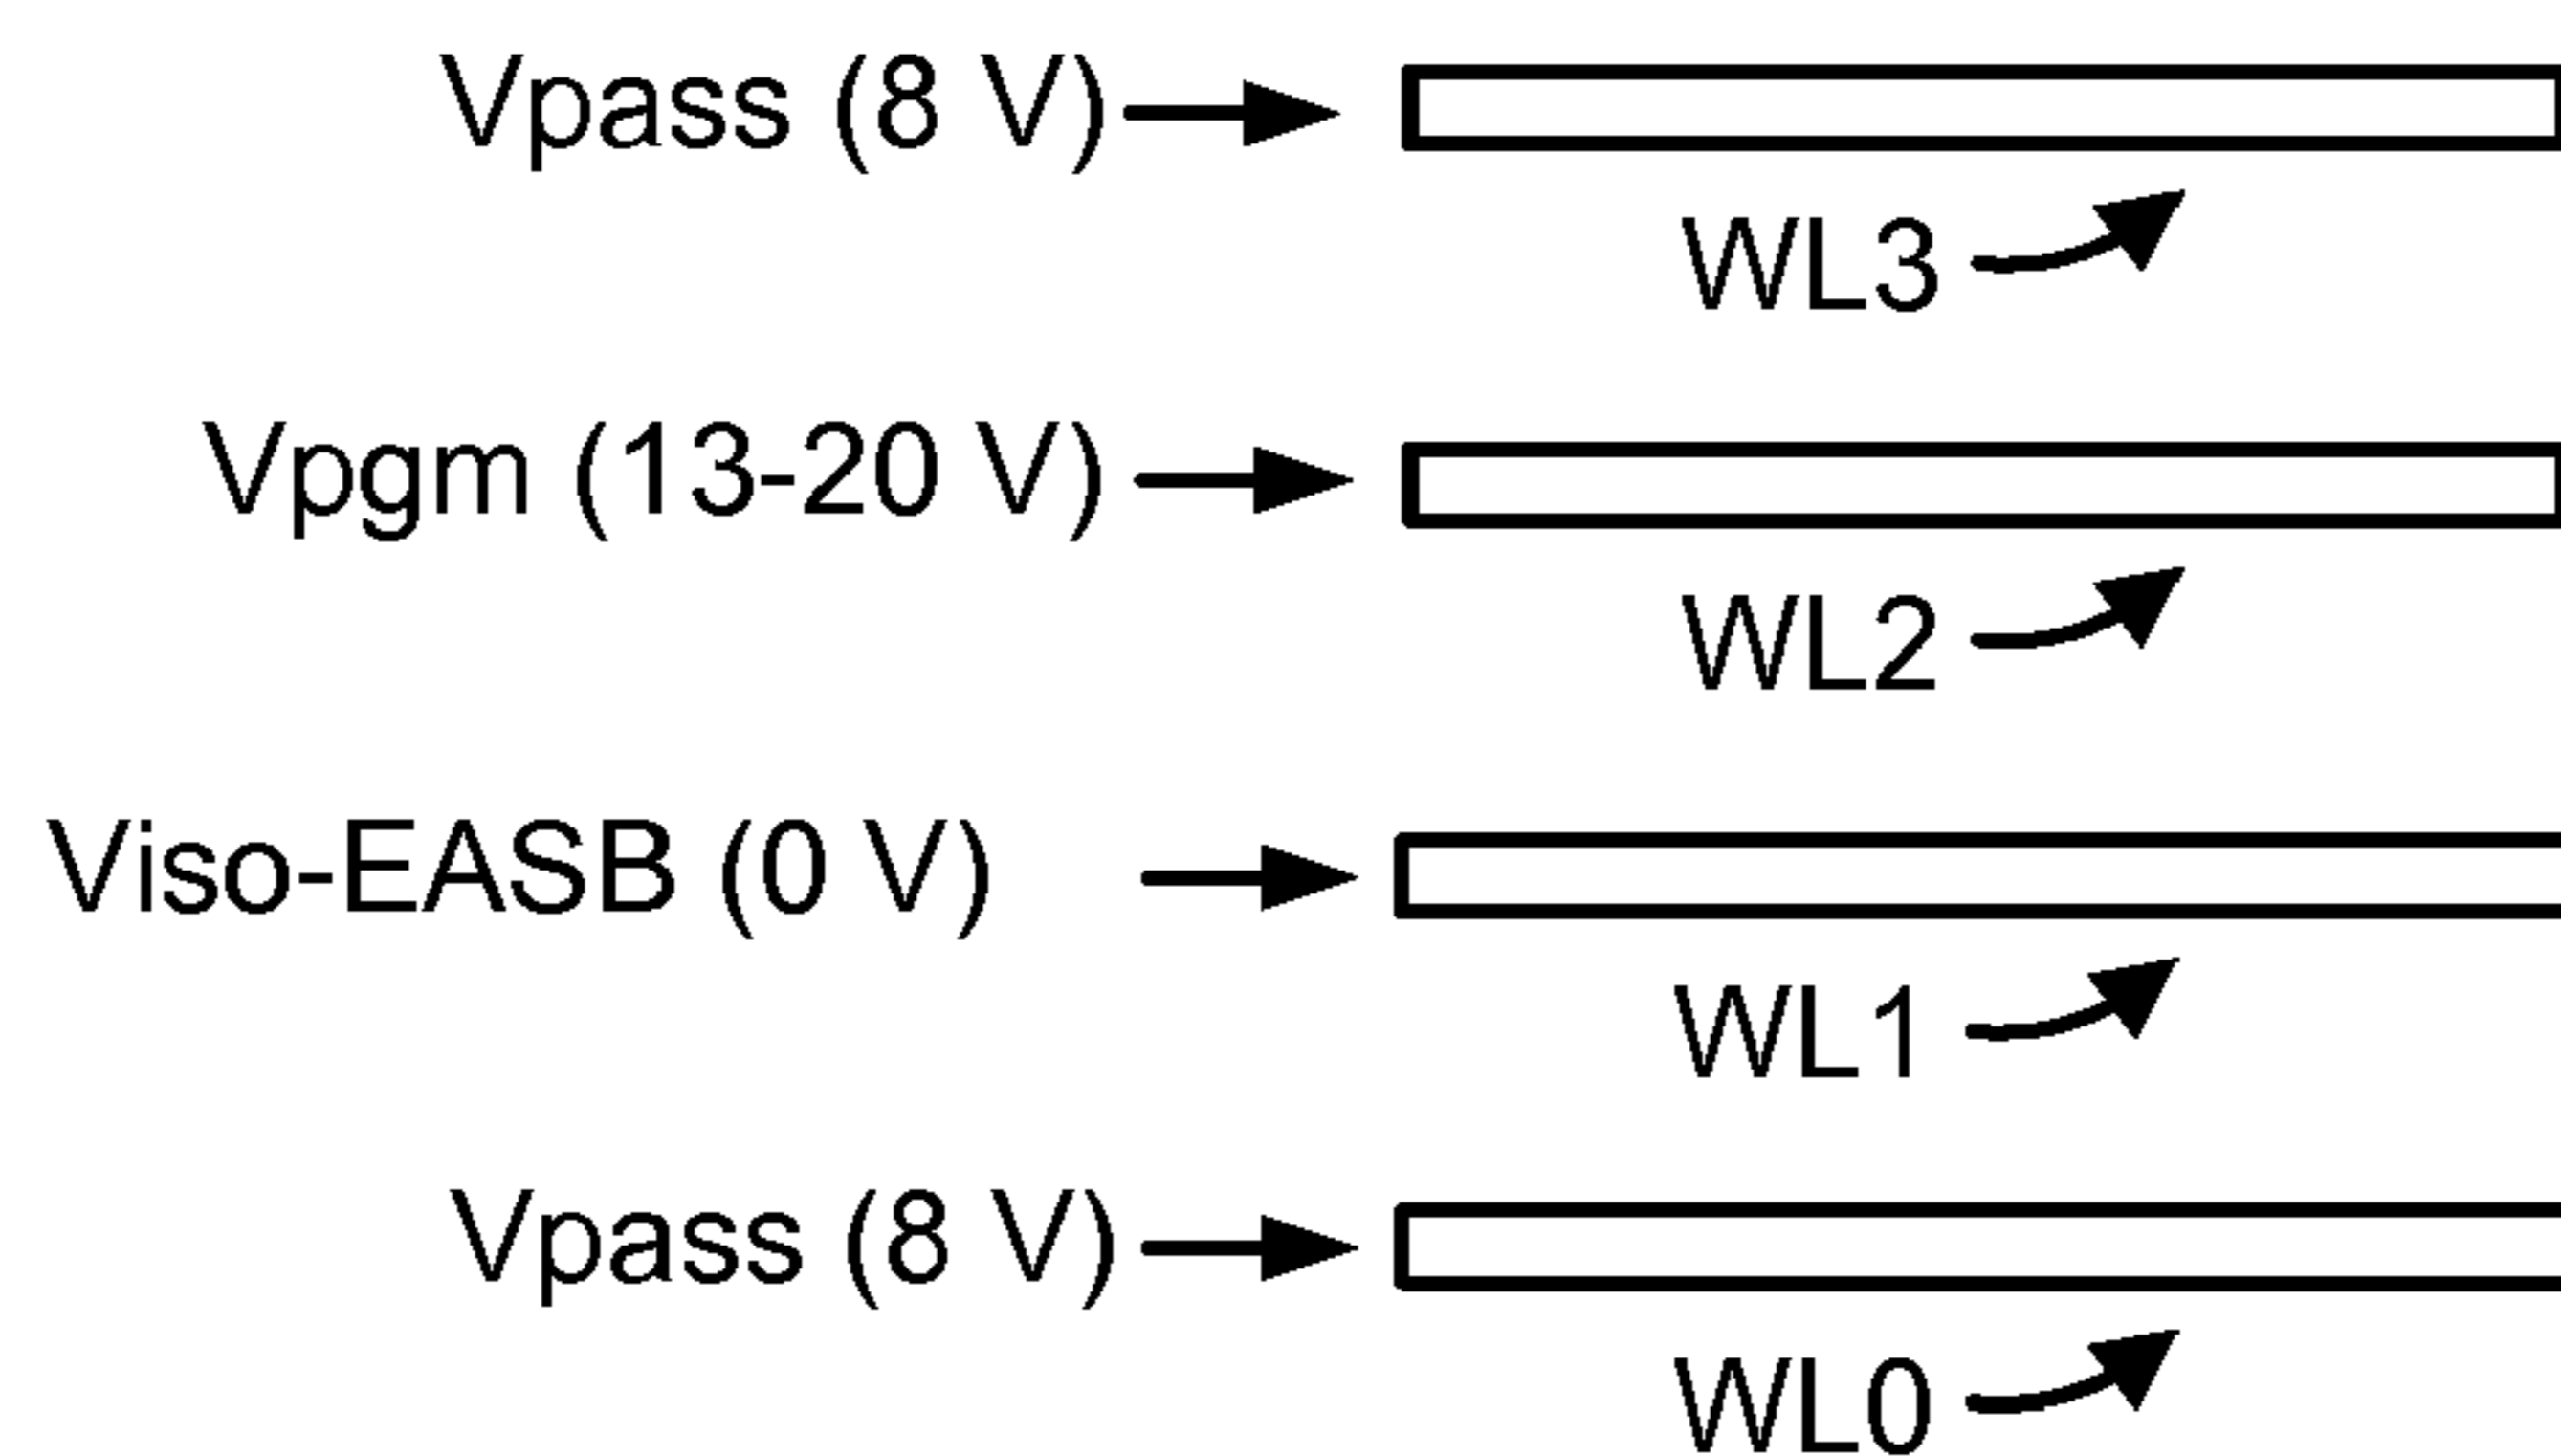 Vpass (8 V)
WL3
Vpgm (13-20 V)
WL2
Viso-EASB (0 V)
WL1
Vpass (8 V)
WL0